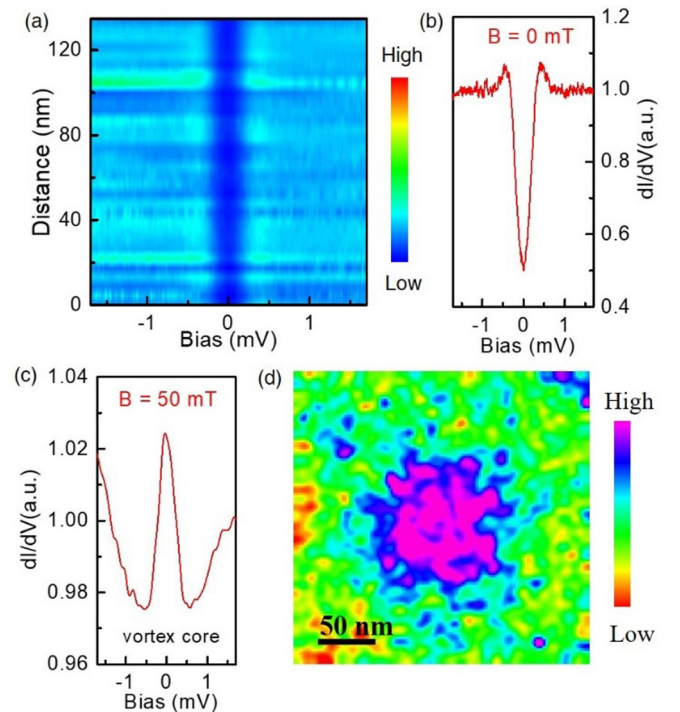 (a)
120
80
40
0
Distance (nm)
-1
0
1
Bias (mV)
High
Low
(b)
B = 0 mT
1.2
1.0
0.8
0.6
0.4
dI/dV(a.u.)
-1
0
1
Bias (mV)
(c)
1.04
1.02
1.00
0.98
0.96
dI/dV(a.u.)
B = 50 mT
vortex core
-1
0
1
Bias (mV)
(d)
50 nm
High
Low